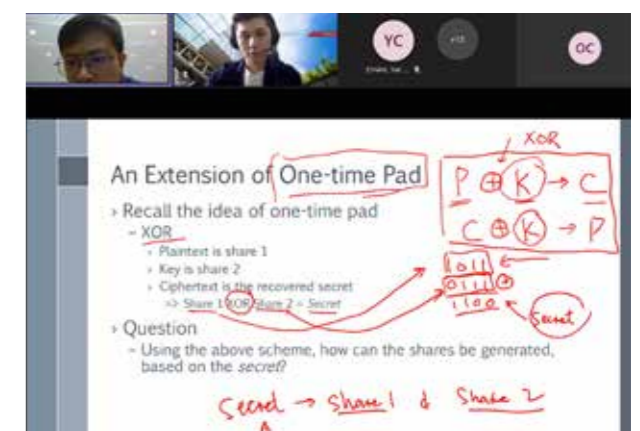 YC
+15
OC
An Extension of One-time Pad
› Recall the idea of one-time pad
– XOR
› Plaintext is share 1
› Key is share 2
› Ciphertext is the recovered secret
=> Share 1 XOR Share 2 = Secret
› Question
– Using the above scheme, how can the shares be generated,
based on the secret?
XOR
P ⊕ K → C
C ⊕ K → P
1011
0111 ⊕
1100
Secret
Secret → Share 1 & Share 2